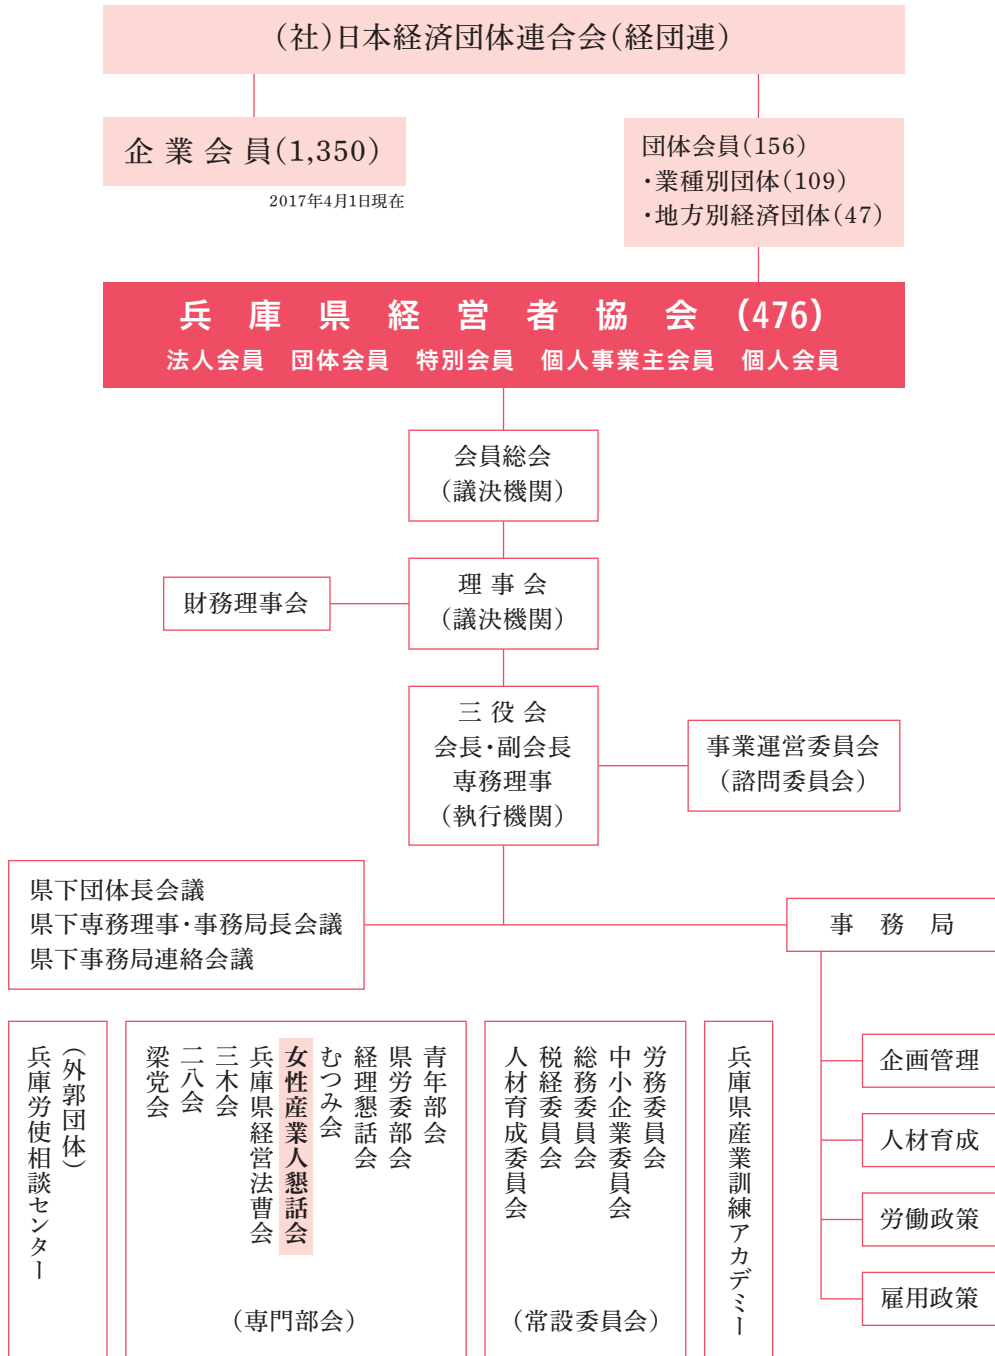 (社)日本経済団体連合会(経団連)
企業会員(1,350)
2017年4月1日現在
団体会員(156)
・業種別団体(109)
・地方別経済団体(47)
兵庫県経営者協会(476)
法人会員 団体会員 特別会員 個人事業主会員 個人会員
会員総会
(議決機関)
理事会
(議決機関)
財務理事会
三役会
会長・副会長
専務理事
(執行機関)
事業運営委員会
(諮問委員会)
県下団体長会議
県下専務理事・事務局長会議
県下事務局連絡会議
事務局
(外郭団体)
兵庫労使相談センター
青年部会
県労委部会
経理懇話会
むつみ会
女性産業人懇話会
兵庫県経営法曹会
三木会
二八会
梁党会
(専門部会)
労務委員会
中小企業委員会
総務委員会
税経委員会
人材育成委員会
(常設委員会)
兵庫県産業訓練アカデミー
企画管理
人材育成
労働政策
雇用政策